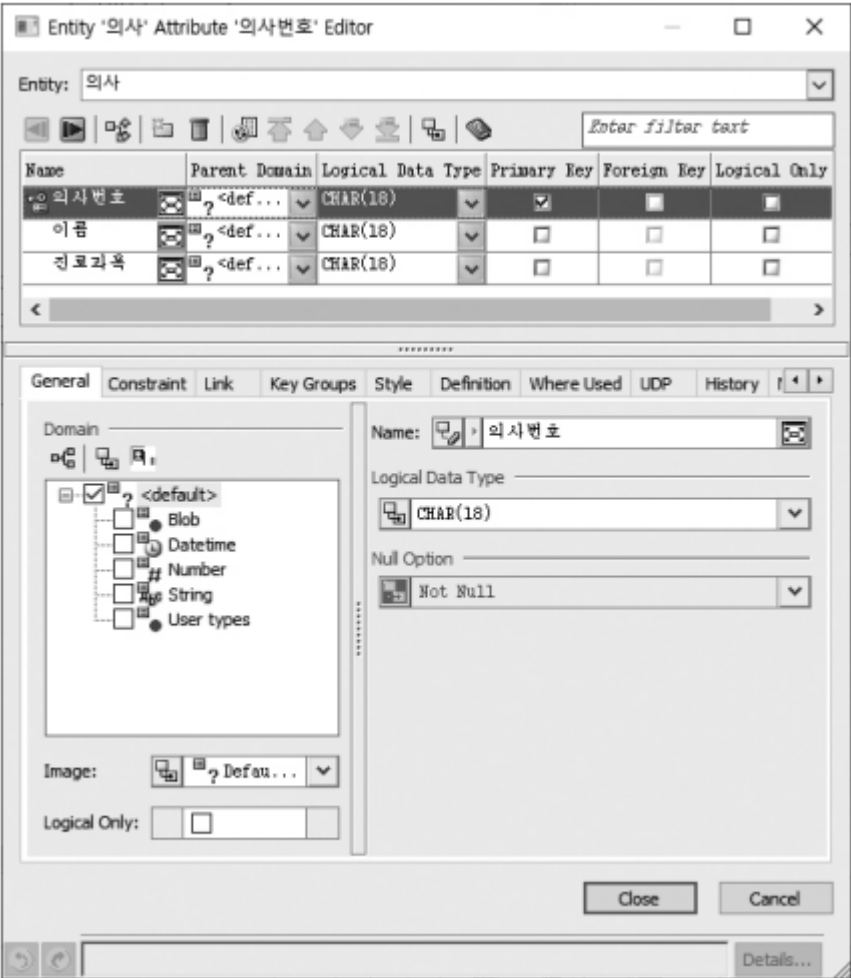 Entity '의사' Attribute '의사번호' Editor
Entity: 의사
Enter filter text
Name Parent Domain Logical Data Type Primary Key Foreign Key Logical Only
의사번호 <def... CHAR(18)
이름 <def... CHAR(18)
진료과목 <def... CHAR(18)
General Constraint Link Key Groups Style Definition Where Used UDP History
Domain
Name: 의사번호
Logical Data Type
<default>
CHAR(18)
Blob
Datetime
Null Option
Number
Not Null
String
User types
Image: Defau...
Logical Only:
Close Cancel
Details...